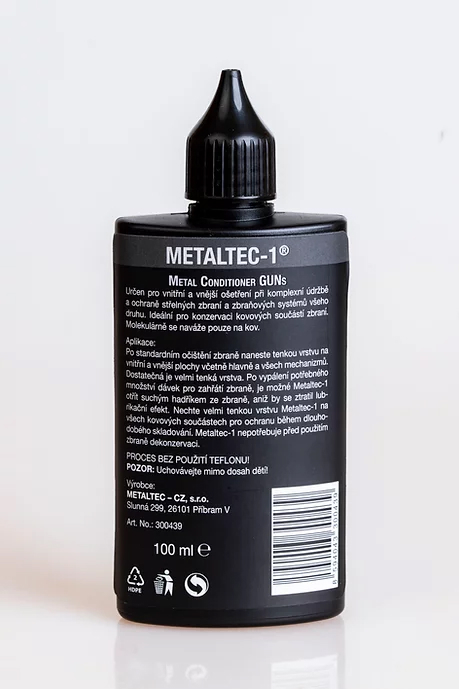 METALTEC-1®
METAL CONDITIONER GUNS
Určen pro vnitřní a vnější ošetření při komplexní údržbě
a ochraně střelných zbraní a zbraňových systémů všeho
druhu. Ideální pro konzervaci kovových součástí zbraní.
Molekulárně se naváže pouze na kov.
Aplikace:
Po standardním očištění zbraně naneste tenkou vrstvu na
vnitřní a vnější plochy včetně hlavně a všech mechanizmů.
Dostatečná je velmi tenká vrstva. Po vypálení potřebného
množství dávek pro zahřátí zbraně, je možné Metaltec-1
otřít suchým hadříkem ze zbraně, aniž by se ztratil lub-
rikační efekt. Nechte velmi tenkou vrstvu Metaltec-1 na
všech kovových součástech pro ochranu během dlouho-
dobého skladování. Metaltec-1 nepotřebuje před použitím
zbraně dekonzervaci.
PROCES BEZ POUŽITÍ TEFLONU!
POZOR: Uchovávejte mimo dosah dětí!
Výrobce:
METALTEC – CZ, s.r.o.
Slunná 299, 26101 Příbram V
Art. No.: 300439
100 ml ℮
2
HDPE